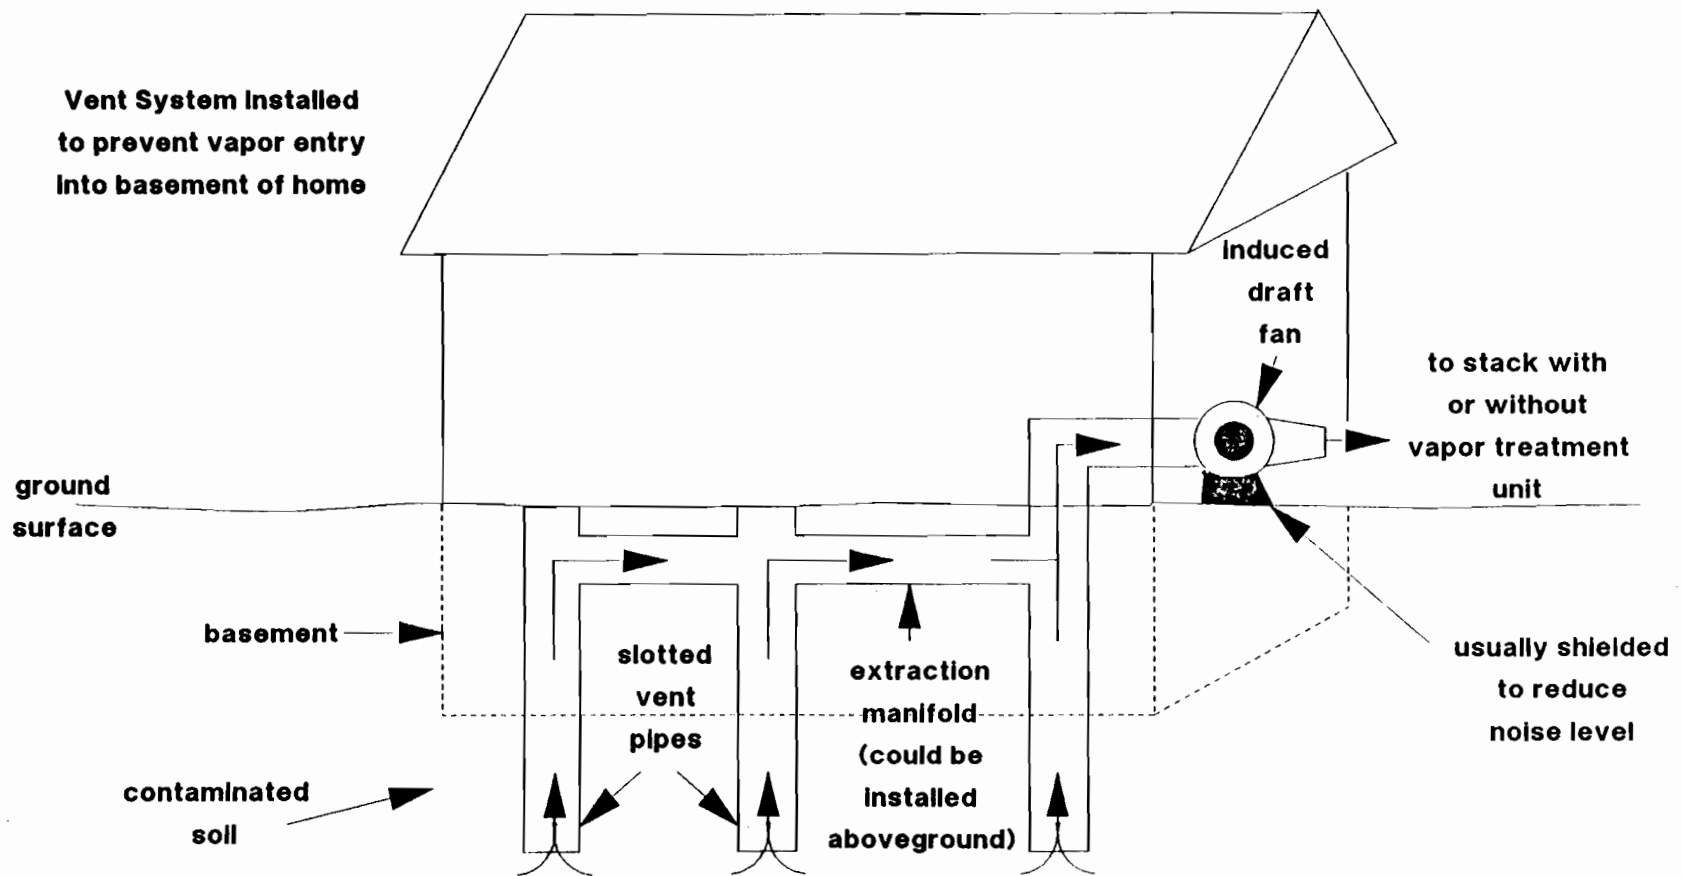 Vent System Installed
to prevent vapor entry
Into basement of home
Induced
draft
fan
to stack with
or without
vapor treatment
unit
ground
surface
basement
slotted
vent
pipes
extraction
manifold
(could be
Installed
aboveground)
usually shielded
to reduce
noise level
contaminated
soil